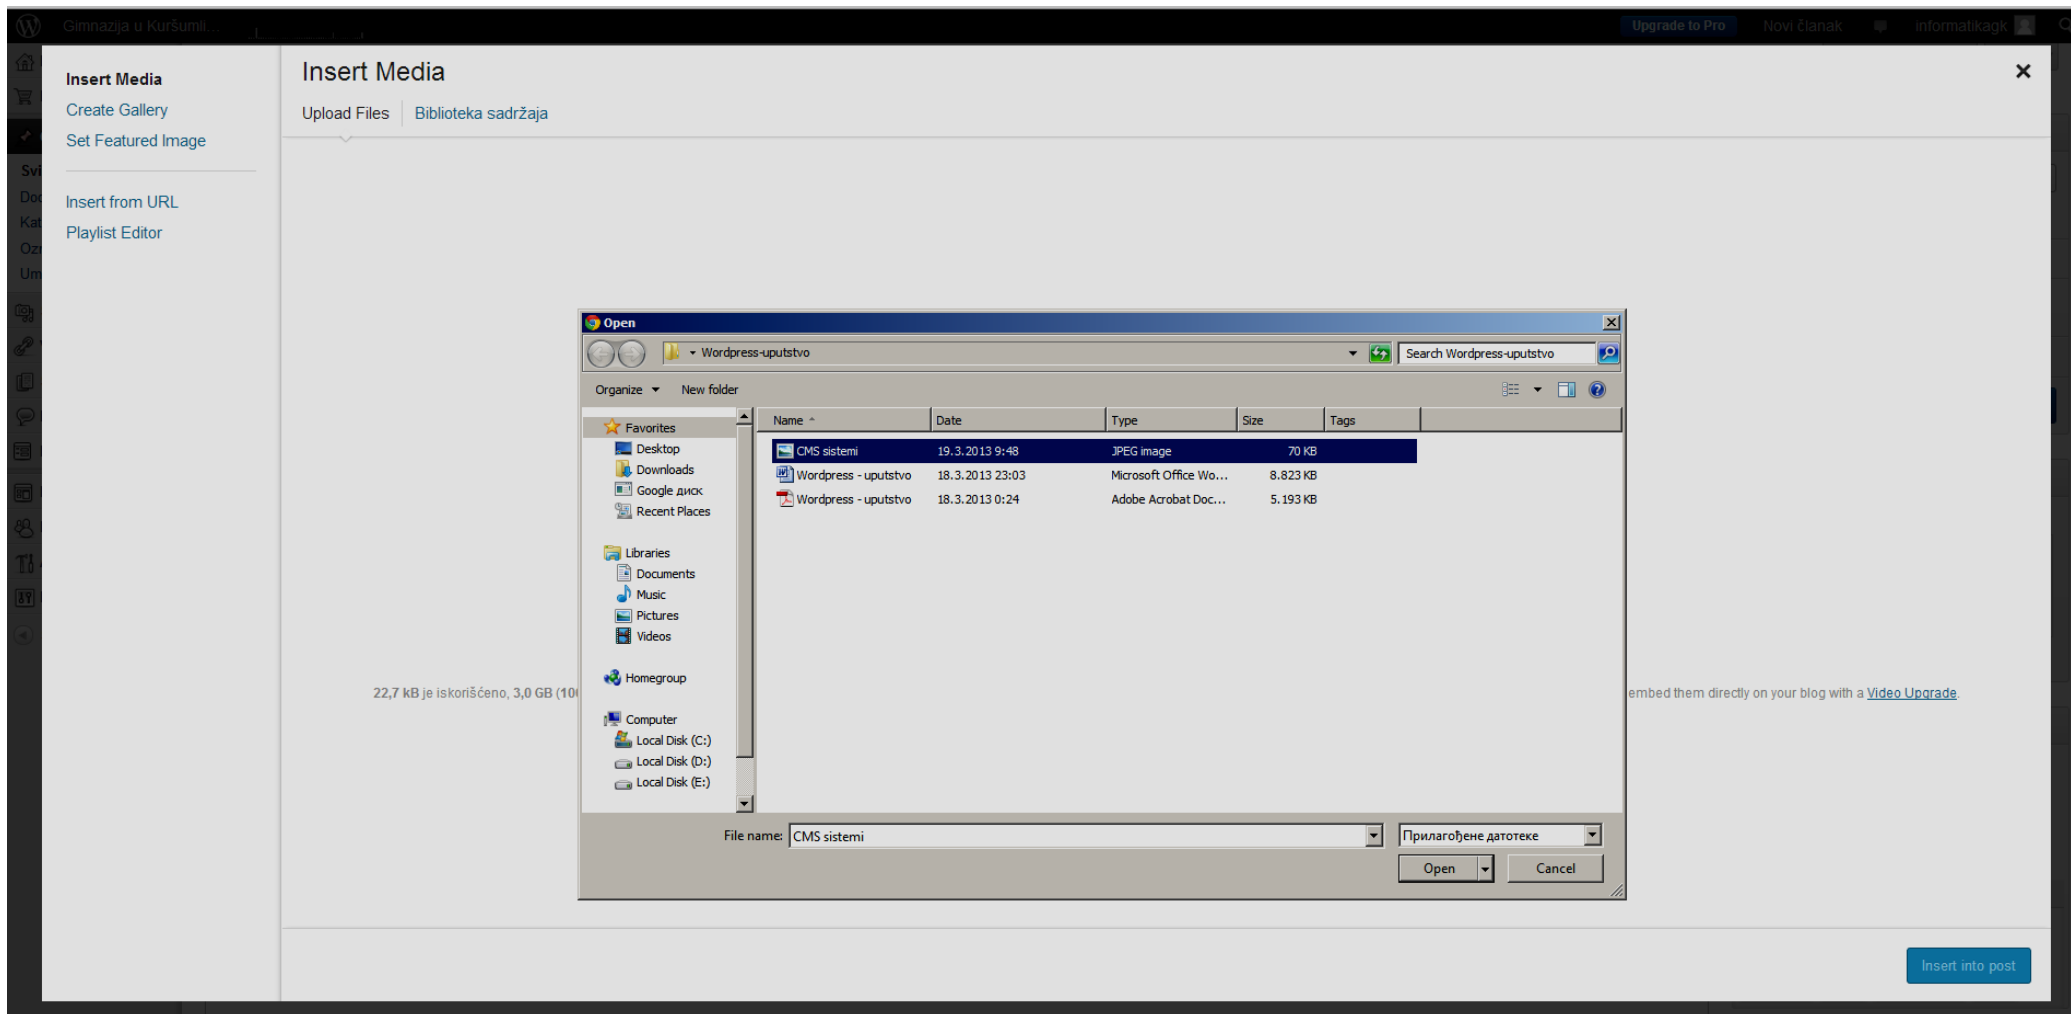 Gimnazija u Kuršumli...
Upgrade to Pro
Novi članak
informatikagk
Insert Media
Create Gallery
Set Featured Image
Insert from URL
Playlist Editor
Svi
Doc
Kat
Ozn
Um
Insert Media
Upload Files
Biblioteka sadržaja
22,7 kB je iskorišćeno, 3,0 GB (10
embed them directly on your blog with a Video Upgrade.
Open
Wordpress-uputstvo
Search Wordpress-uputstvo
Organize
New folder
Favorites
Desktop
Downloads
Google диск
Recent Places
Libraries
Documents
Music
Pictures
Videos
Homegroup
Computer
Local Disk (C:)
Local Disk (D:)
Local Disk (E:)
Name Date Type Size Tags
CMS sistemi 19.3.2013 9:48 JPEG image 70 KB
Wordpress - uputstvo 18.3.2013 23:03 Microsoft Office Wo... 8.823 KB
Wordpress - uputstvo 18.3.2013 0:24 Adobe Acrobat Doc... 5.193 KB
File name: CMS sistemi
Прилагођене датотеке
Open
Cancel
Insert into post